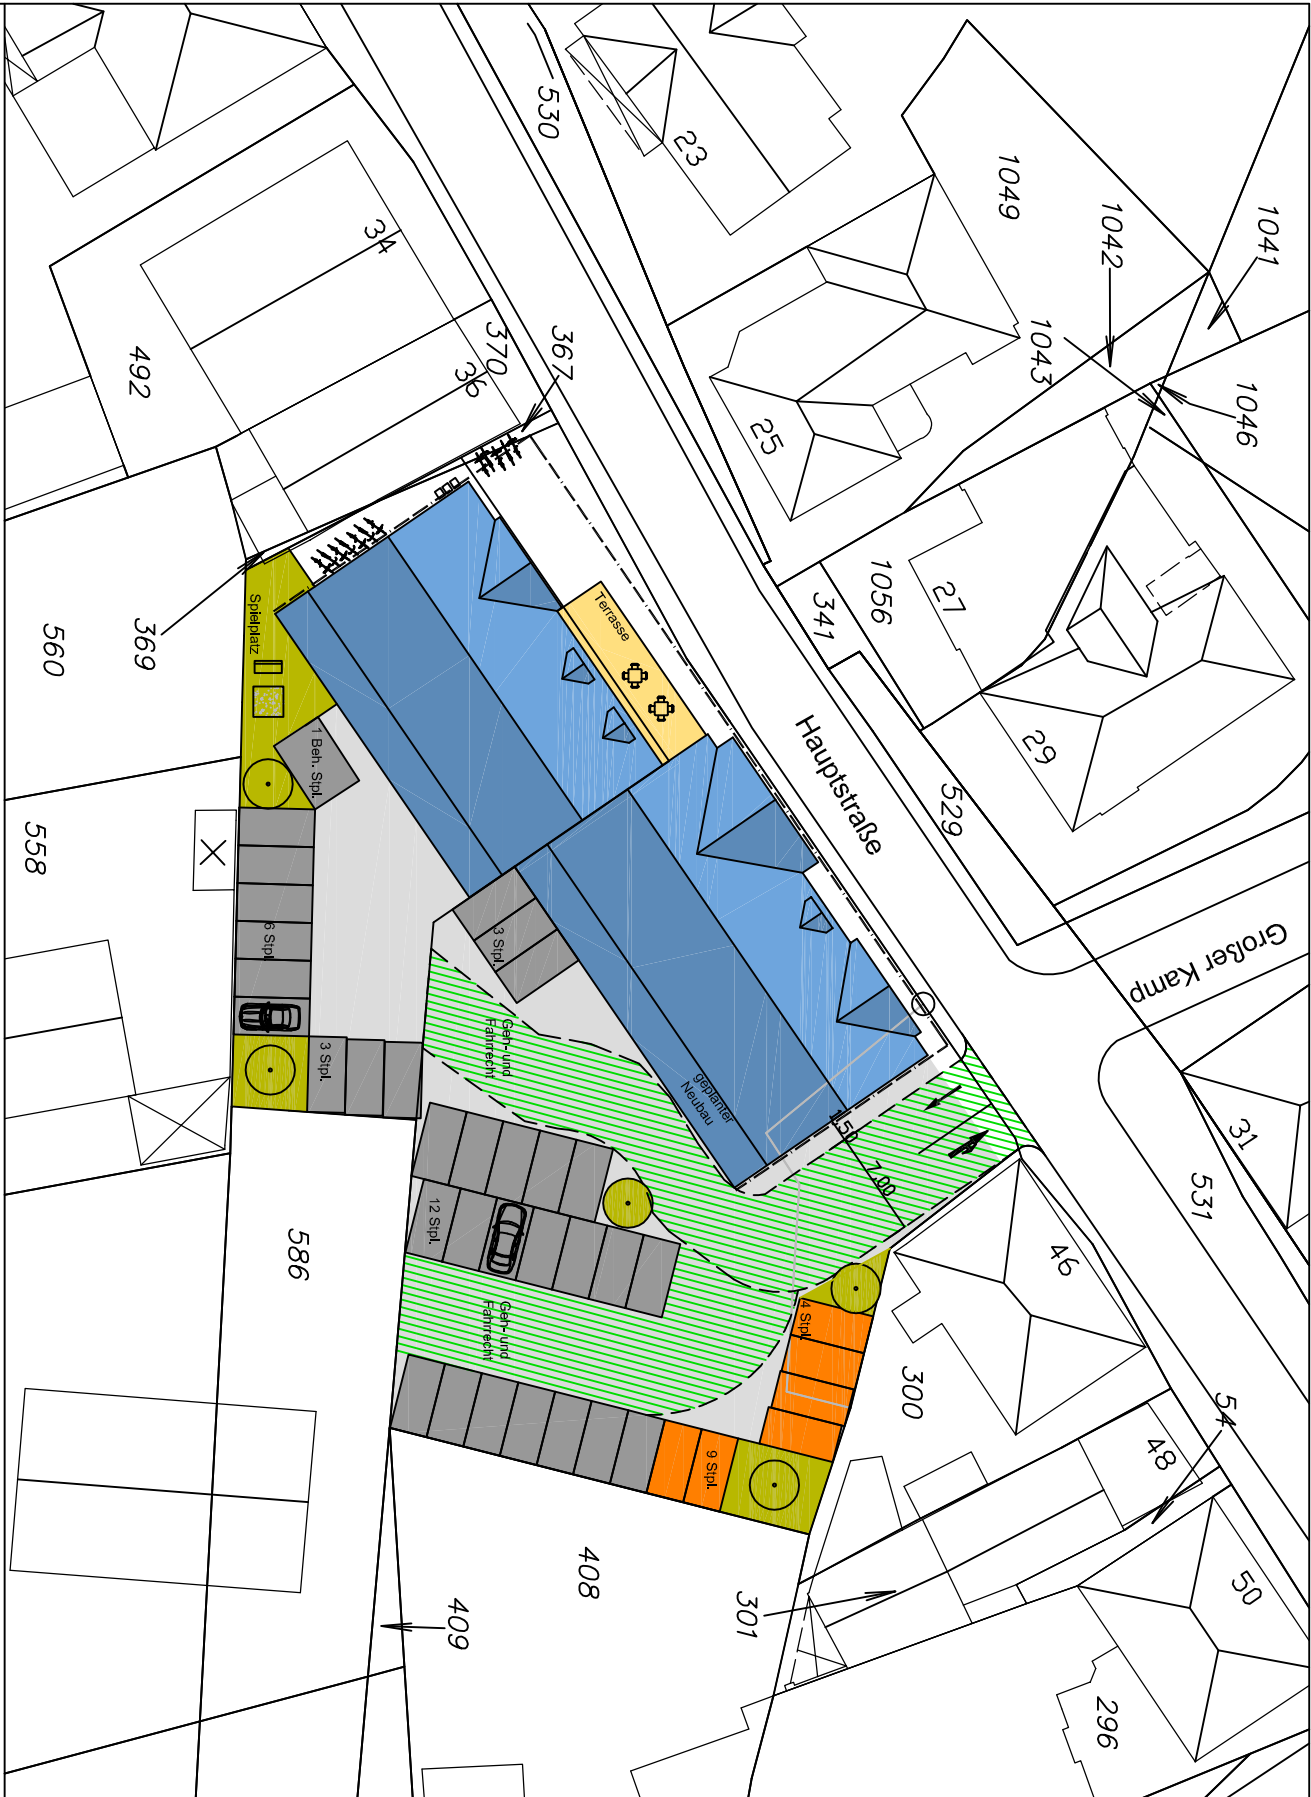 530
23
1049
1042
1041
34
370
367
1043
1046
492
36
25
1056
27
341
29
Hauptstraße
529
Großer Kamp
Terrasse
Spielplatz
369
560
1 Beh. Stpl.
558
6 Stpl.
3 Stpl.
3 Stpl.
Geh- und
Fahrrecht
geplanter
Neubau
1,50
7,00
31
531
46
12 Stpl.
586
Geh- und
Fahrrecht
4 Stpl.
300
54
48
9 Stpl.
50
408
301
409
296